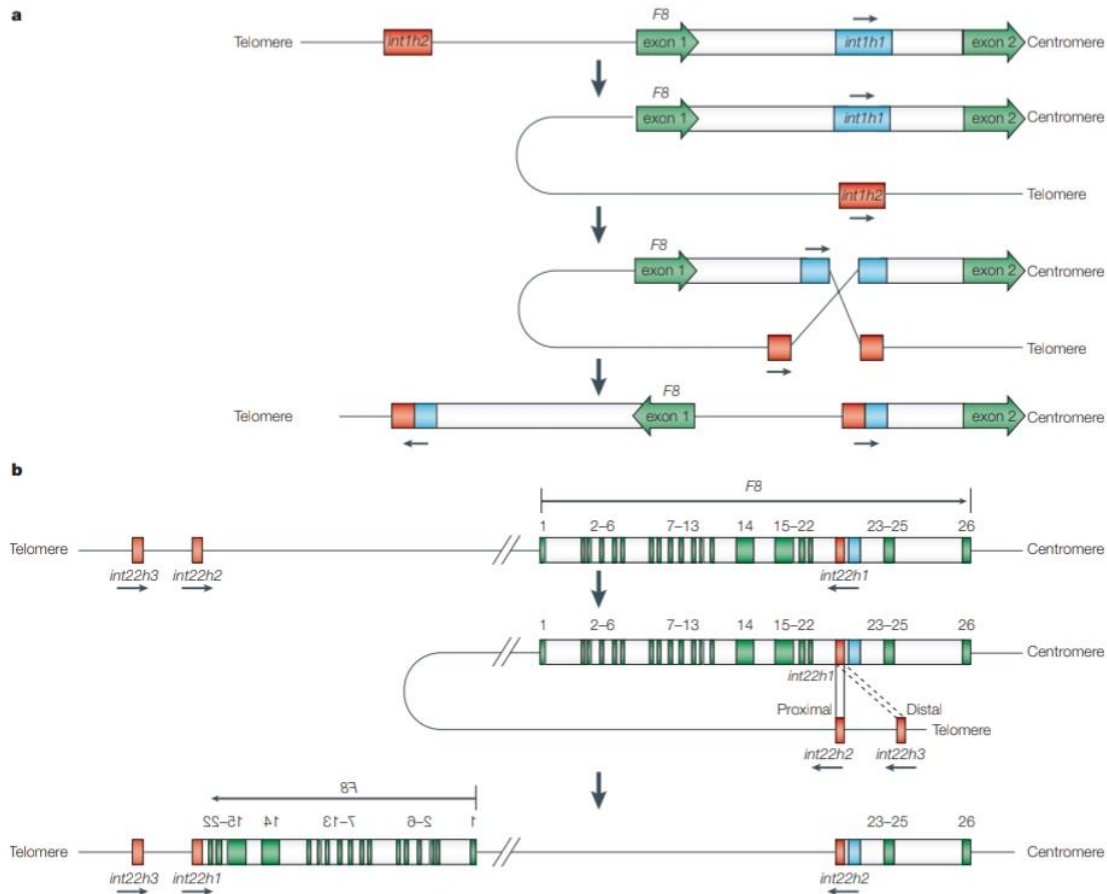 a
F8
Telomere int1h2 exon 1 int1h1 exon 2 Centromere
F8
exon 1 int1h1 exon 2 Centromere
int1h2 Telomere
F8
exon 1 exon 2 Centromere
Telomere
F8
Telomere exon 1 exon 2 Centromere
b
F8
1 2–6 7–13 14 15–22 23–25 26
Telomere Centromere
int22h3 int22h2 int22h1
1 2–6 7–13 14 15–22 23–25 26
Centromere
int22h1
Proximal Distal
Telomere
int22h2 int22h3
F8
15–22 14 7–13 2–6 1 23–25 26
Telomere Centromere
int22h3 int22h1 int22h2